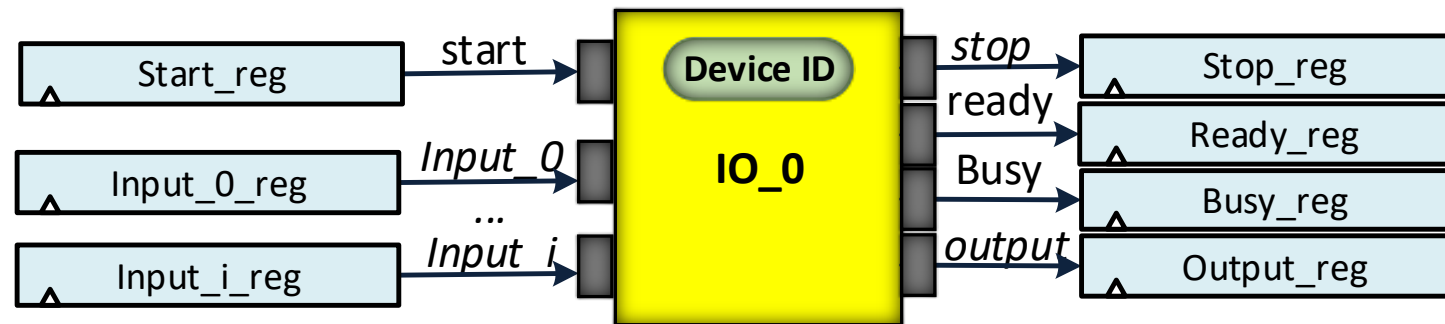 Start_reg
start
Input_0_reg
Input_0
...
Input_i_reg
Input_i
Device ID
IO_0
stop
Stop_reg
ready
Ready_reg
Busy
Busy_reg
output
Output_reg